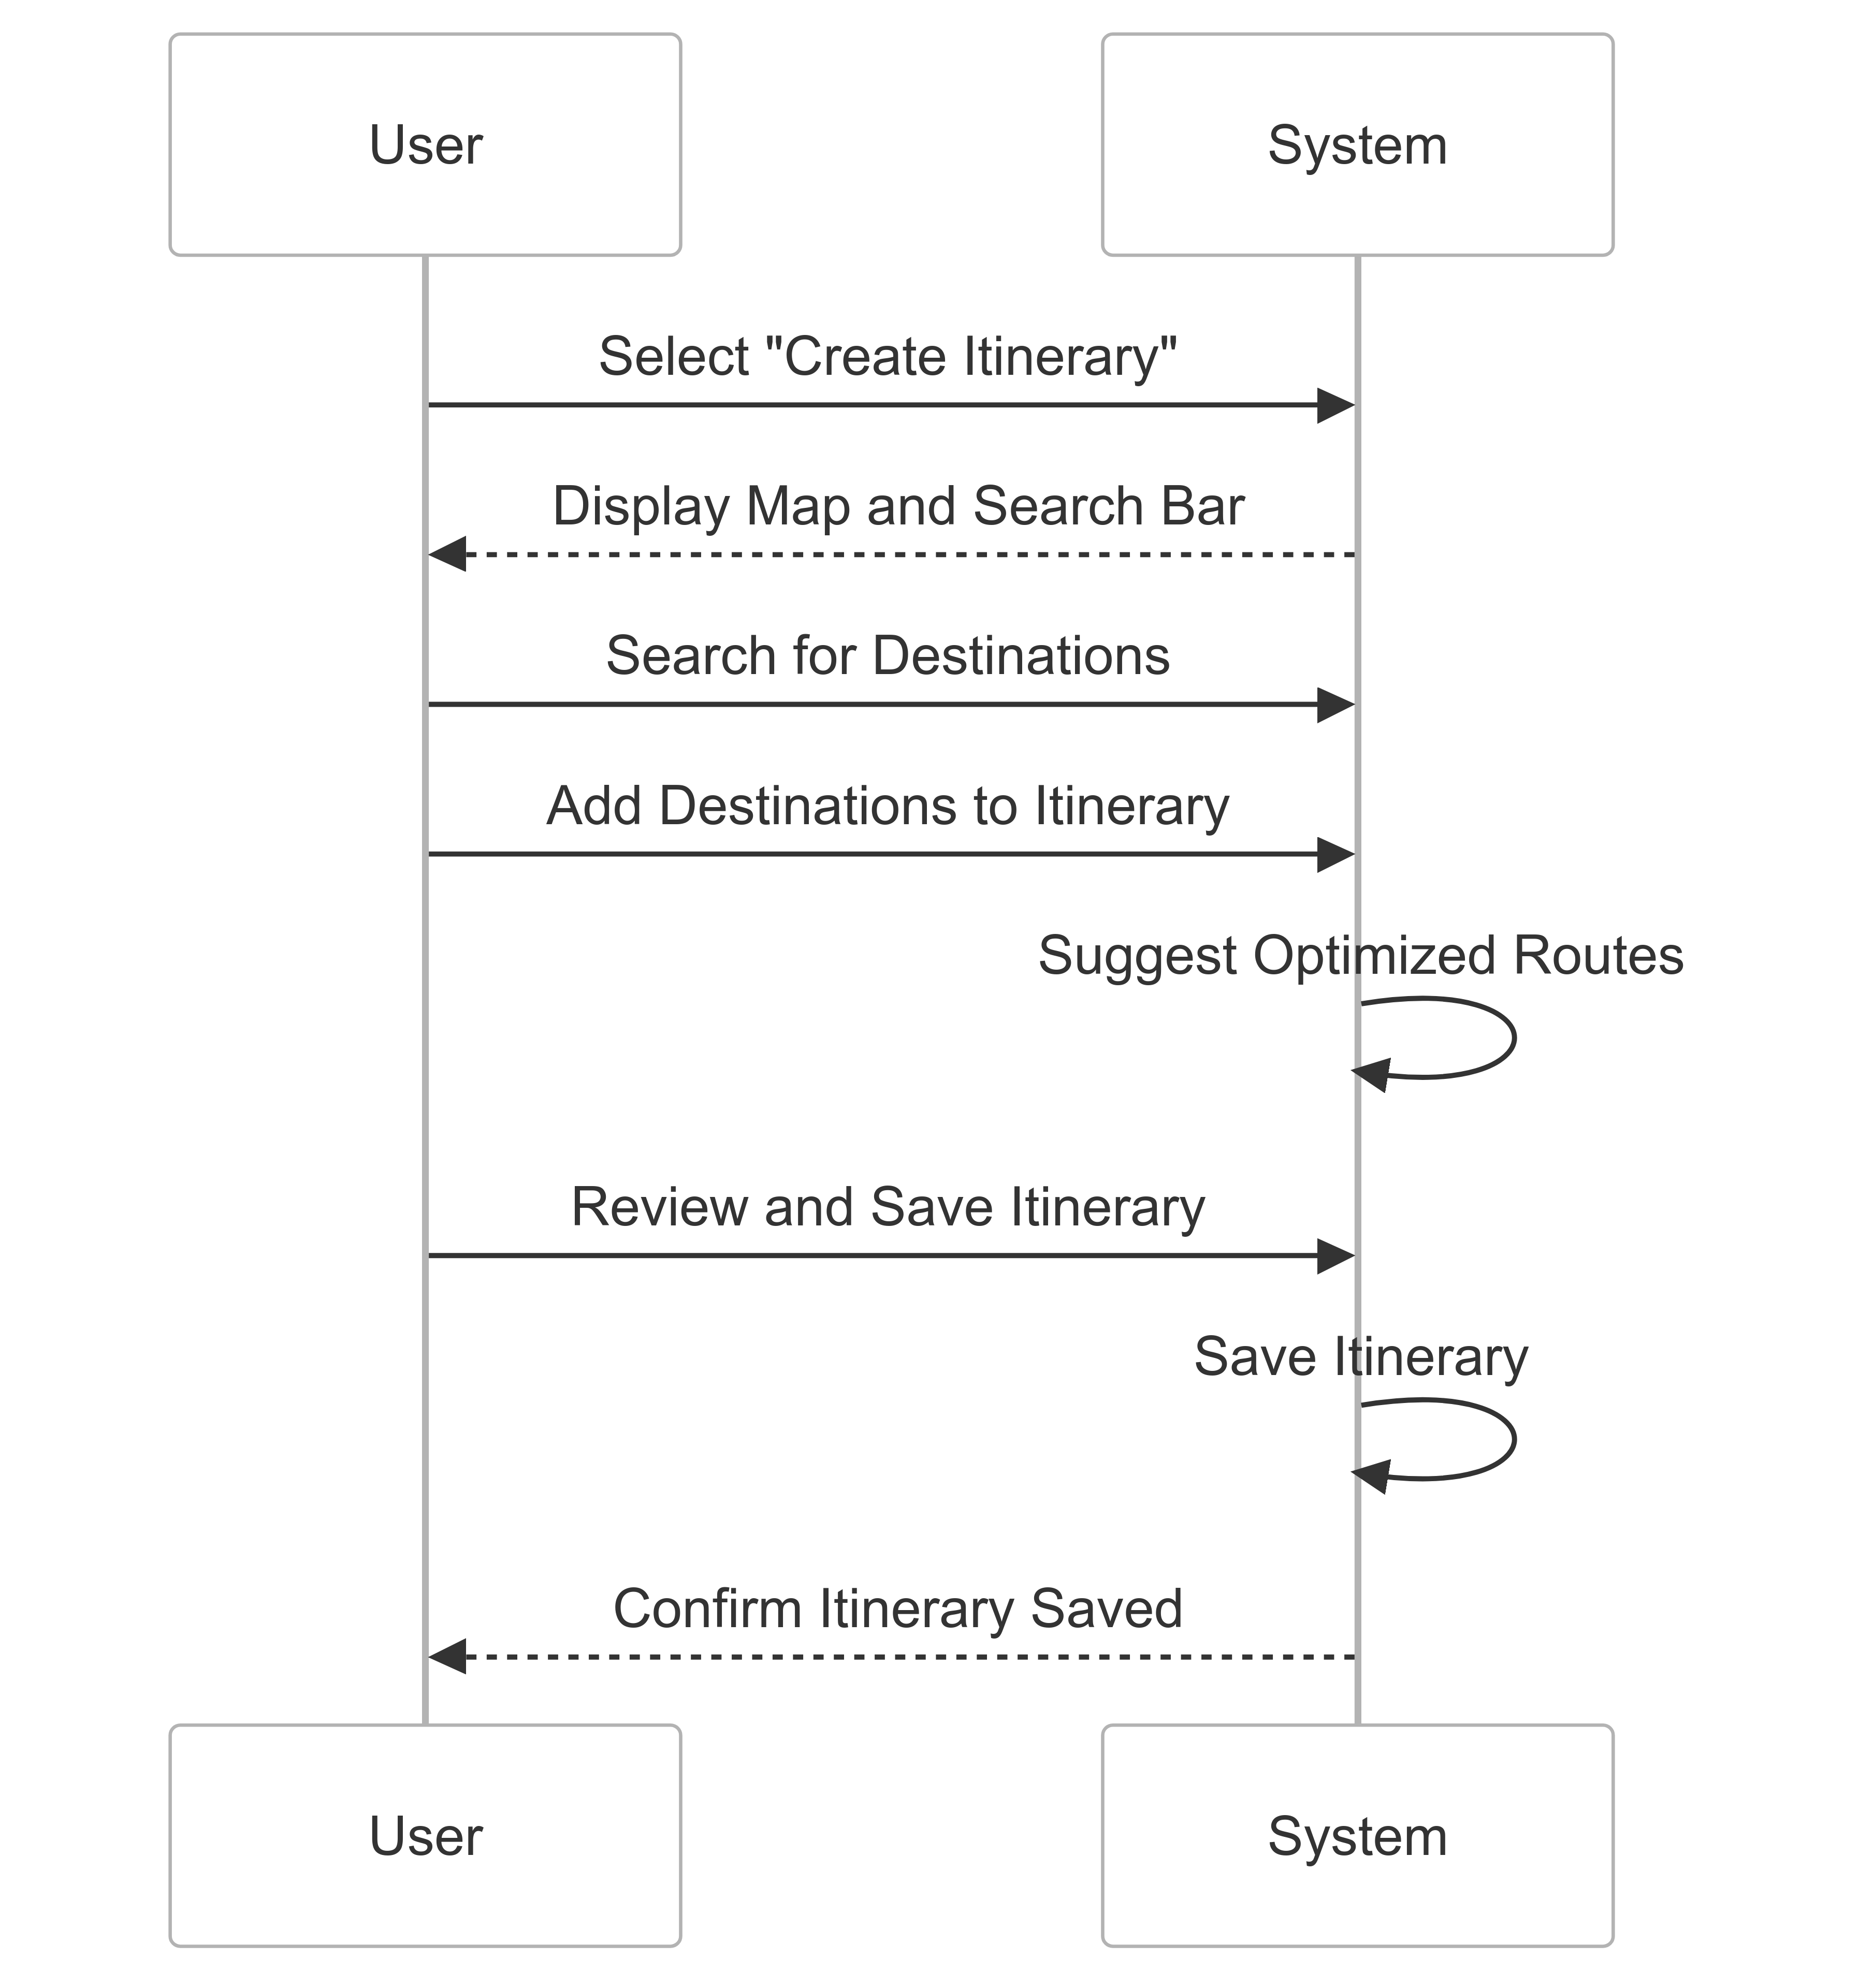 User
System
Select "Create Itinerary"
Display Map and Search Bar
Search for Destinations
Add Destinations to Itinerary
Suggest Optimized Routes
Review and Save Itinerary
Save Itinerary
Confirm Itinerary Saved
User
System